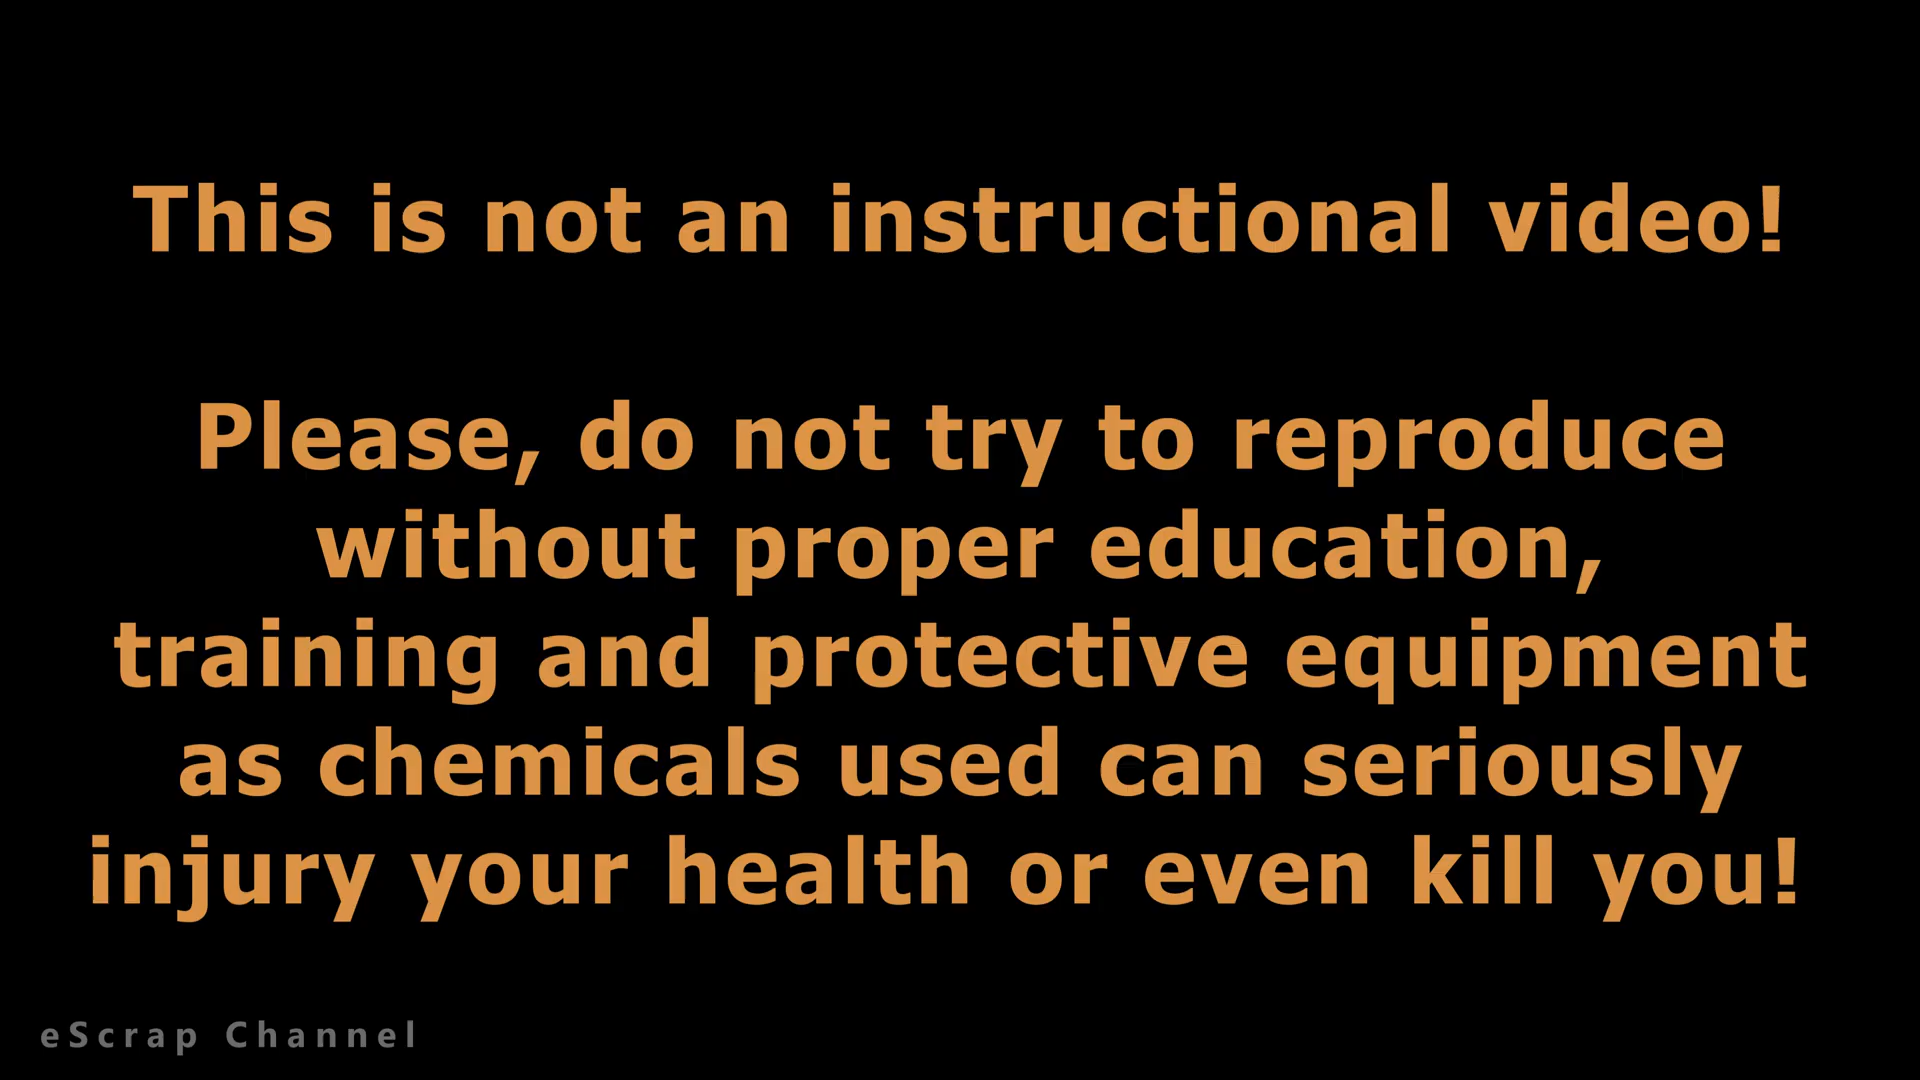 This is not an instructional video!
Please, do not try to reproduce
without proper education,
training and protective equipment
as chemicals used can seriously
injury your health or even kill you!
eScrap Channel